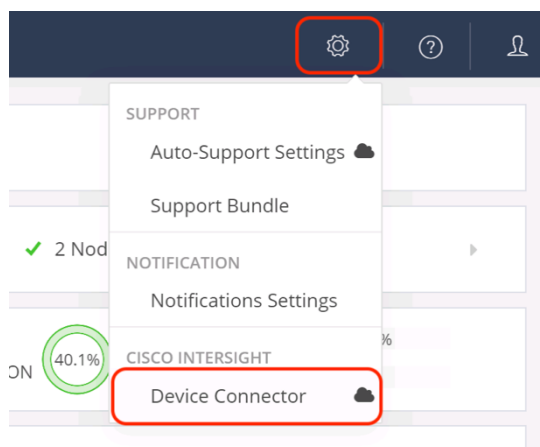 ?
SUPPORT
Auto-Support Settings
Support Bundle
2 Nod
NOTIFICATION
Notifications Settings
%
40.1%
ON
CISCO INTERSIGHT
Device Connector